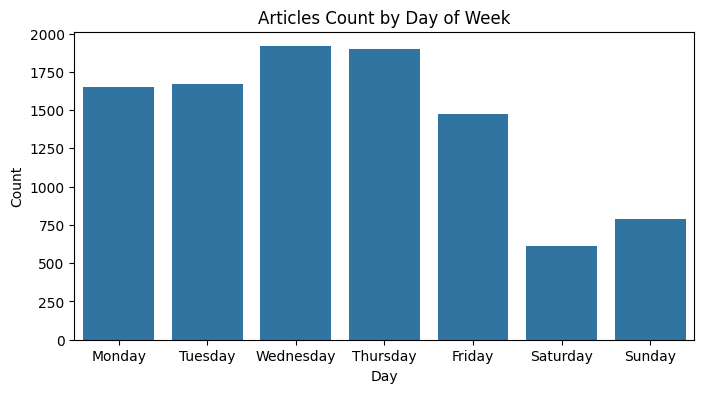 Articles Count by Day of Week
2000
1750
1500
1250
1000
750
500
250
0
Count
Monday Tuesday Wednesday Thursday Friday Saturday Sunday
Day